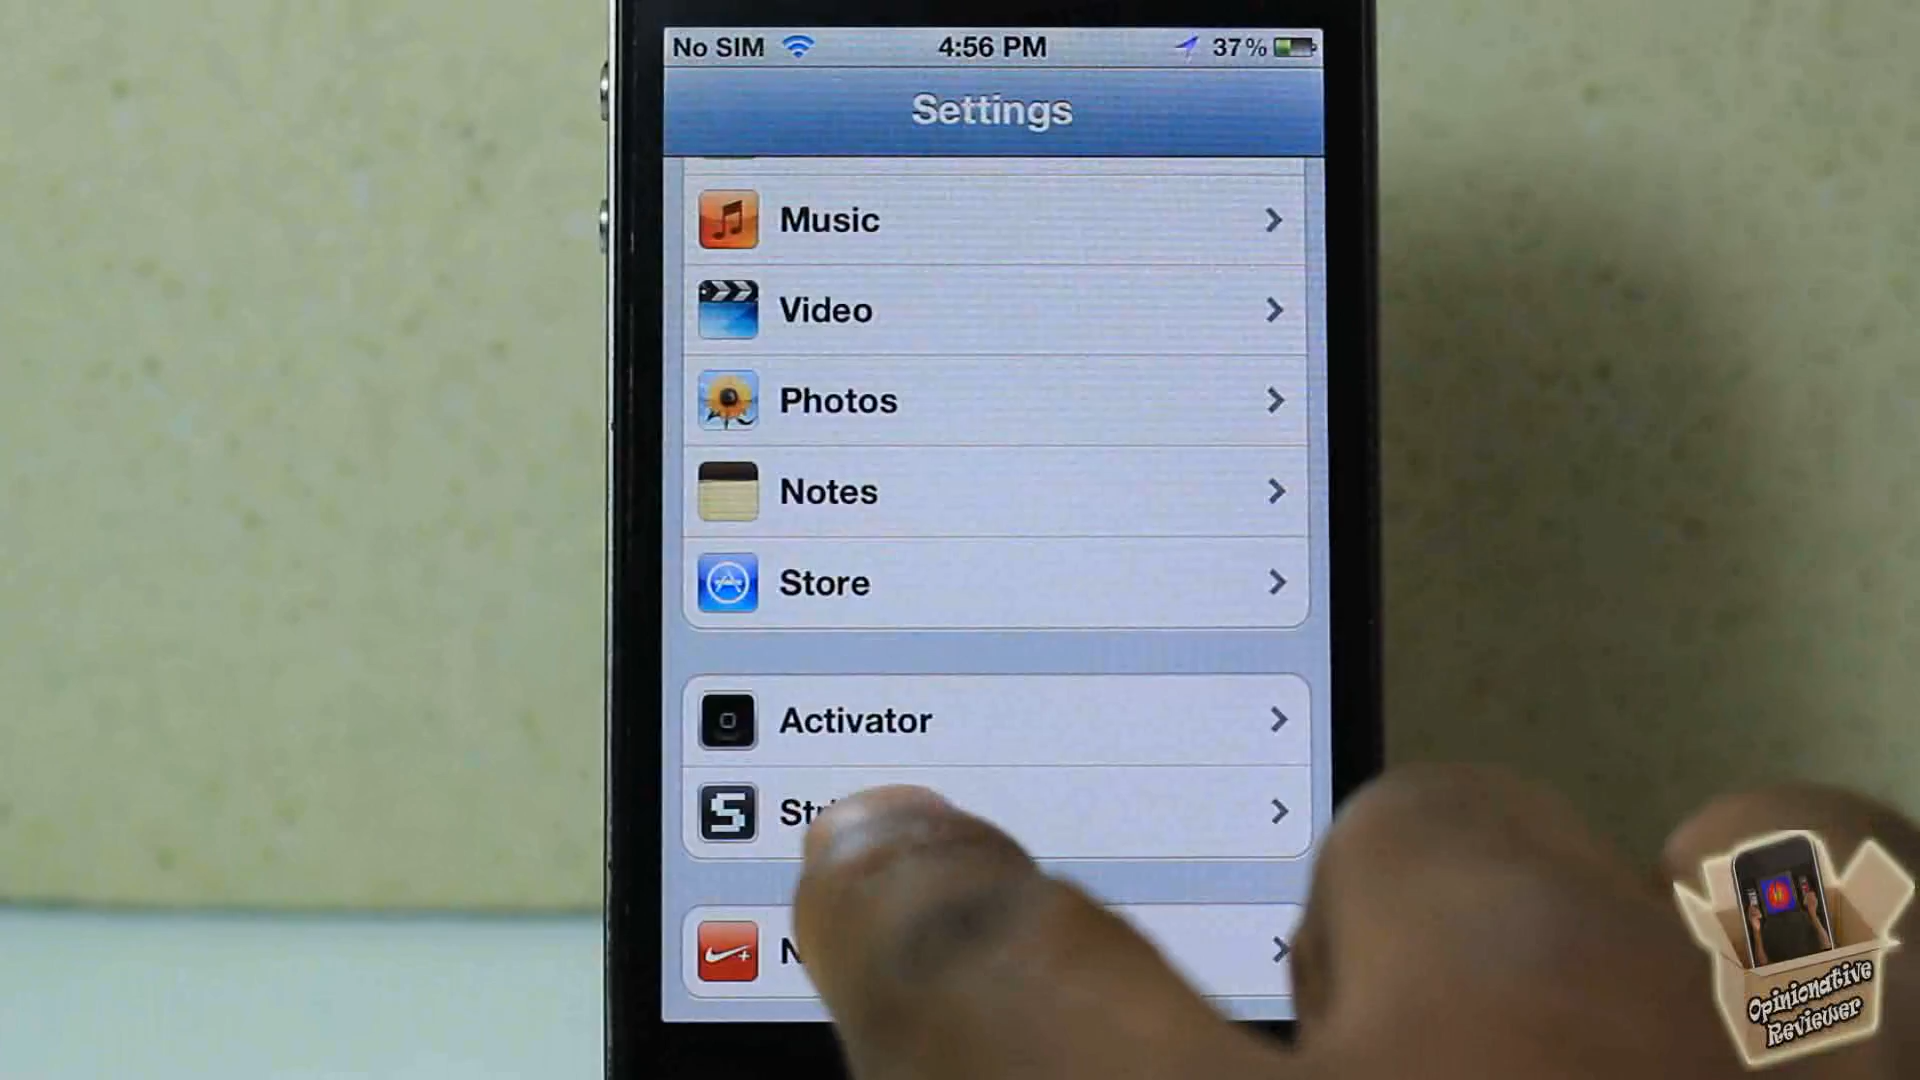 No SIM 4:56 PM 37%
Settings
Music
Video
Photos
Notes
Store
Activator
Opinionative
Reviewer